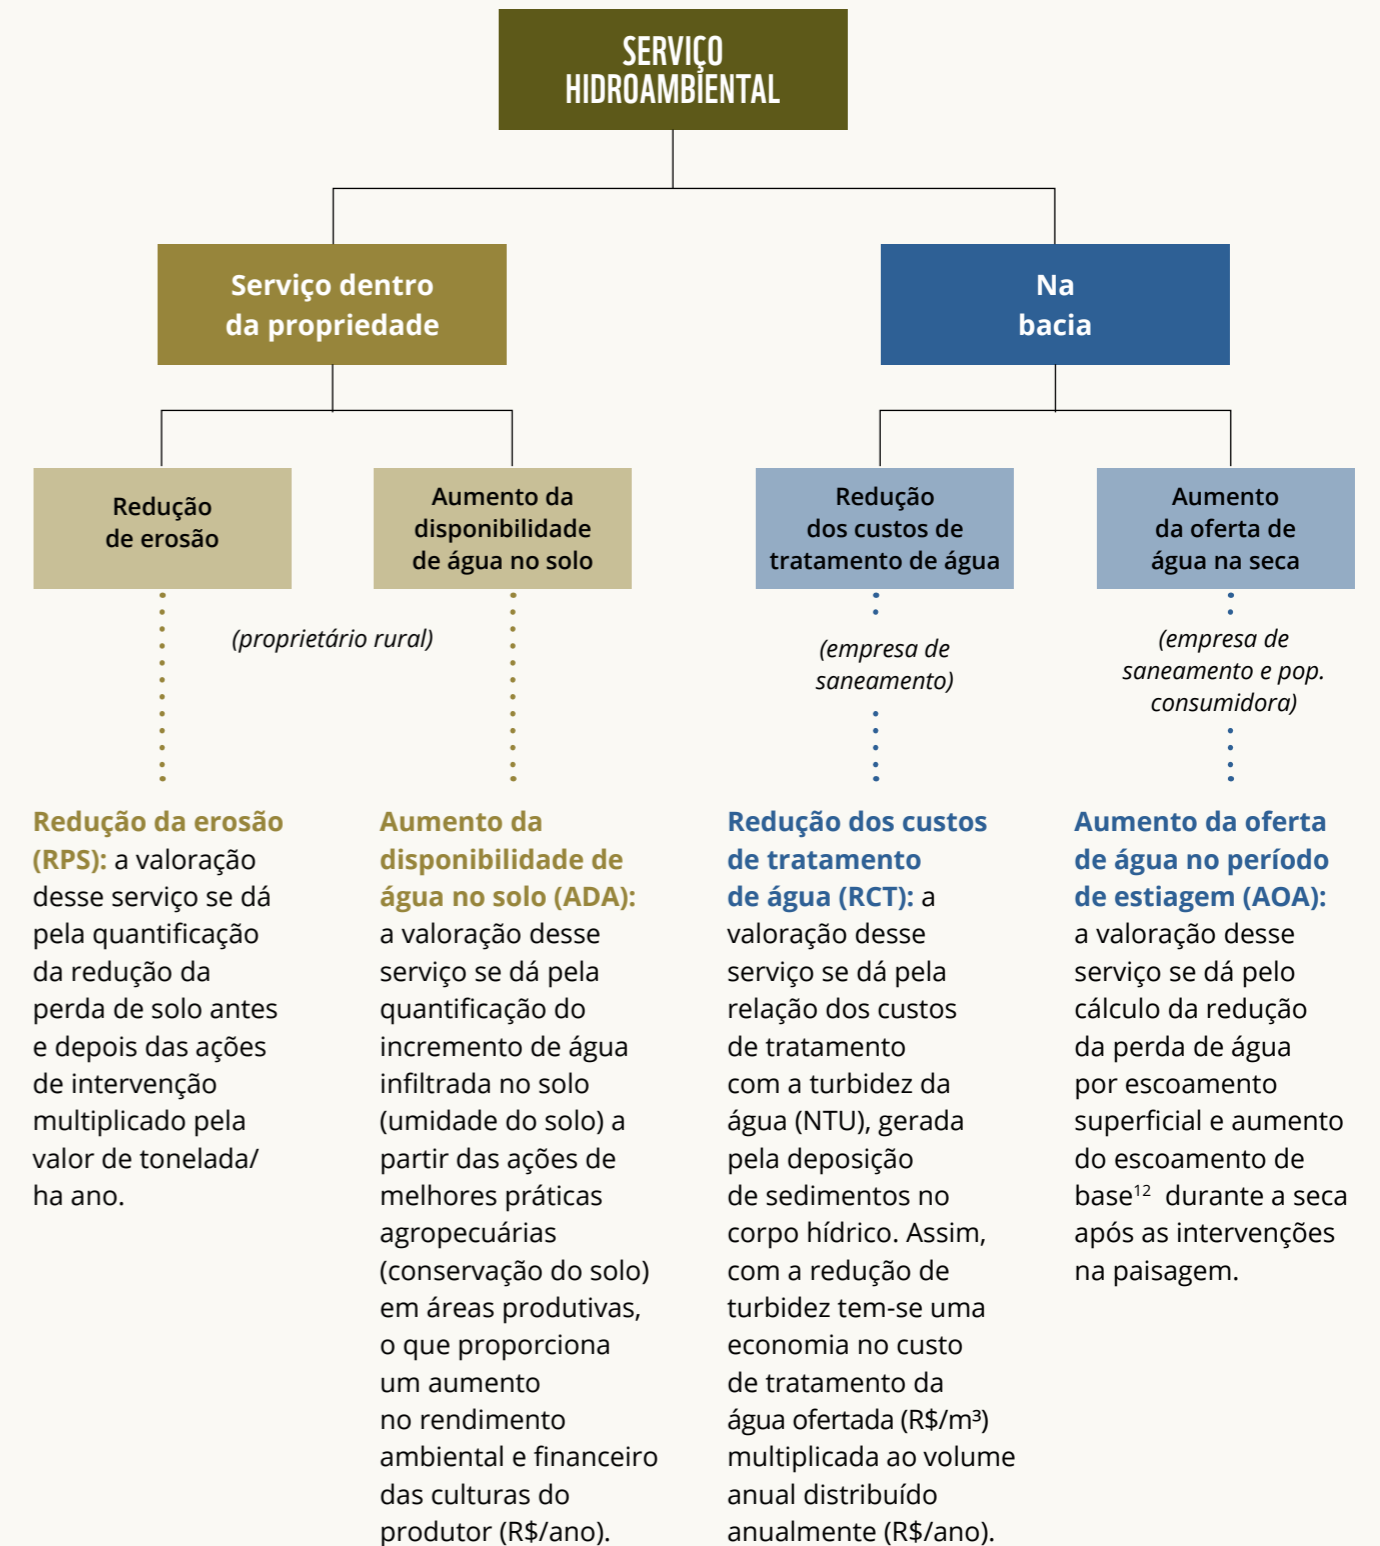 SERVIÇO
HIDROAMBIENTAL
Serviço dentro
da propriedade
Na
bacia
Redução
de erosão
Aumento da
disponibilidade
de água no solo
Redução
dos custos de
tratamento de água
Aumento
da oferta de
água na seca
(proprietário rural)
(empresa de
saneamento)
(empresa de
saneamento e pop.
consumidora)
Redução da erosão
(RPS): a valoração
desse serviço se dá
pela quantificação
da redução da
perda de solo antes
e depois das ações
de intervenção
multiplicado pela
valor de tonelada/
ha ano.
Aumento da
disponibilidade de
água no solo (ADA):
a valoração desse
serviço se dá pela
quantificação do
incremento de água
infiltrada no solo
(umidade do solo) a
partir das ações de
melhores práticas
agropecuárias
(conservação do solo)
em áreas produtivas,
o que proporciona
um aumento
no rendimento
ambiental e financeiro
das culturas do
produtor (R$/ano).
Redução dos custos
de tratamento
de água (RCT): a
valoração desse
serviço se dá pela
relação dos custos
de tratamento
com a turbidez da
água (NTU), gerada
pela deposição
de sedimentos no
corpo hídrico. Assim,
com a redução de
turbidez tem-se uma
economia no custo
de tratamento da
água ofertada (R$/m³)
multiplicada ao volume
anual distribuído
anualmente (R$/ano).
Aumento da oferta
de água no período
de estiagem (AOA):
a valoração desse
serviço se dá pelo
cálculo da redução
da perda de água
por escoamento
superficial e aumento
do escoamento de
base¹² durante a seca
após as intervenções
na paisagem.